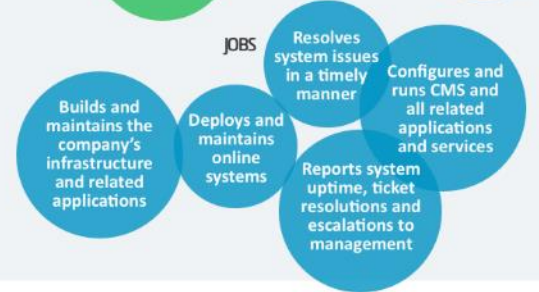 JOBS
Resolves
system issues
in a timely
manner
Configures and
runs CMS and
all related
applications
and services
Builds and
maintains the
company's
infrastructure
and related
applications
Deploys and
maintains
online
systems
Reports system
uptime, ticket
resolutions and
escalations to
management